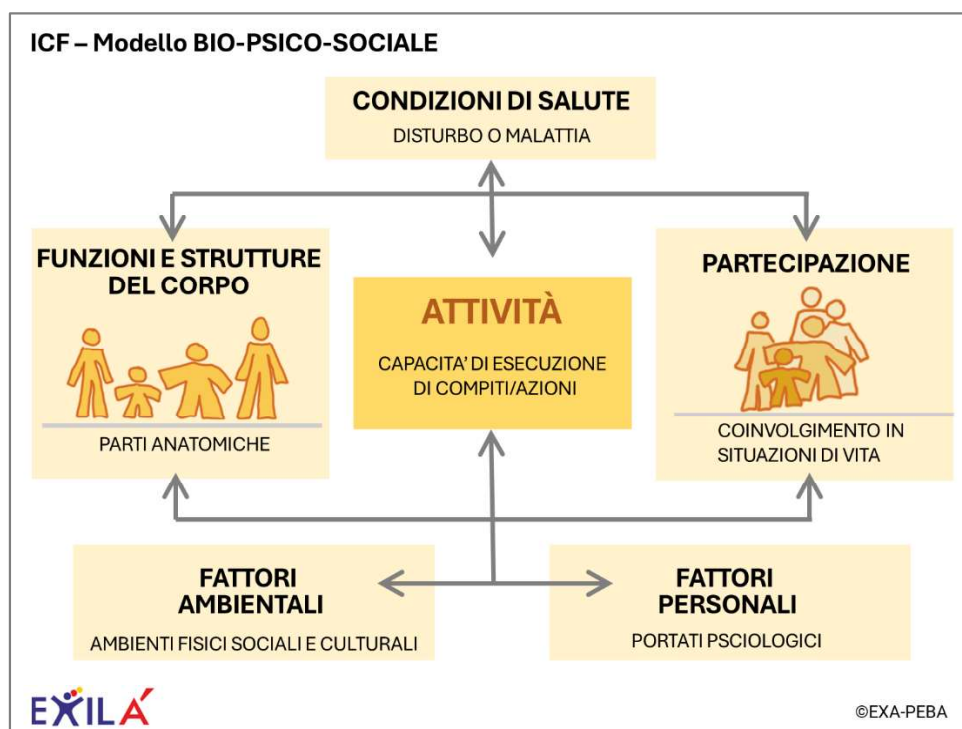 ICF – Modello BIO-PSICO-SOCIALE
CONDIZIONI DI SALUTE
DISTURBO O MALATTIA
FUNZIONI E STRUTTURE
DEL CORPO
PARTI ANATOMICHE
ATTIVITÀ
CAPACITA’ DI ESECUZIONE
DI COMPITI/AZIONI
PARTECIPAZIONE
COINVOLGIMENTO IN
SITUAZIONI DI VITA
FATTORI
AMBIENTALI
AMBIENTI FISICI SOCIALI E CULTURALI
FATTORI
PERSONALI
PORTATI PSCIOLOGICI
EXILÁ
©EXA-PEBA